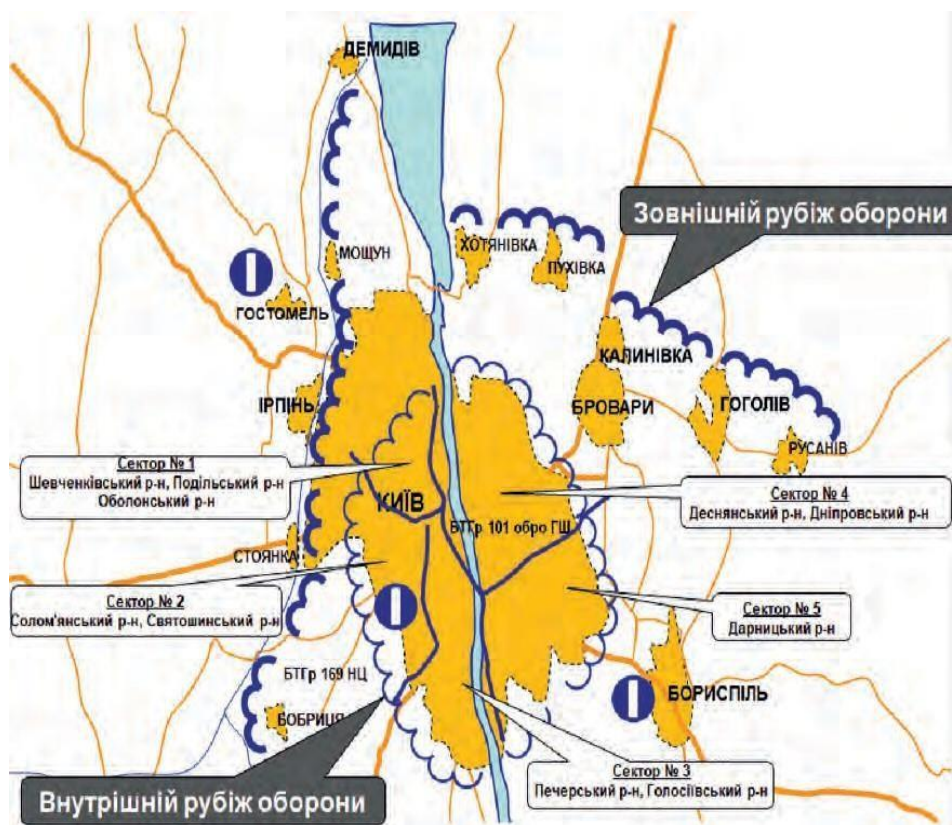 ДЕМИДІВ
Зовнішній рубіж оборони
МОЩУН
ХОТЯНІВКА
ПУХІВКА
ГОСТОМЕЛЬ
КАЛИНІВКА
ІРПІНЬ
БРОВАРИ
ГОГОЛІВ
РУСАНІВ
Сектор № 1
Шевченківський р-н, Подільський р-н
Оболонський р-н
КИЇВ
Сектор № 4
Деснянський р-н, Дніпровський р-н
БТГр 101 обро ГШ
СТОЯНКА
Сектор № 2
Солом'янський р-н, Святошинський р-н
Сектор № 5
Дарницький р-н
БТГр 169 НЦ
БОРИСПІЛЬ
БОБРИЦЯ
Сектор № 3
Печерський р-н, Голосіївський р-н
Внутрішній рубіж оборони